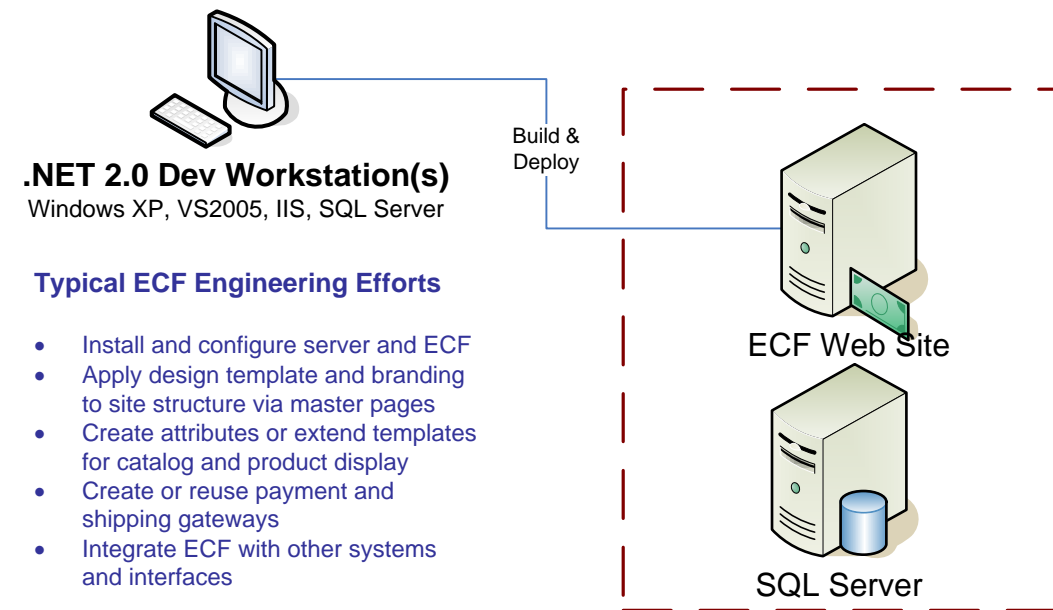 .NET 2.0 Dev Workstation(s)
Windows XP, VS2005, IIS, SQL Server
Build &
Deploy
Typical ECF Engineering Efforts
• Install and configure server and ECF
• Apply design template and branding
to site structure via master pages
• Create attributes or extend templates
for catalog and product display
• Create or reuse payment and
shipping gateways
• Integrate ECF with other systems
and interfaces
ECF Web Site
SQL Server